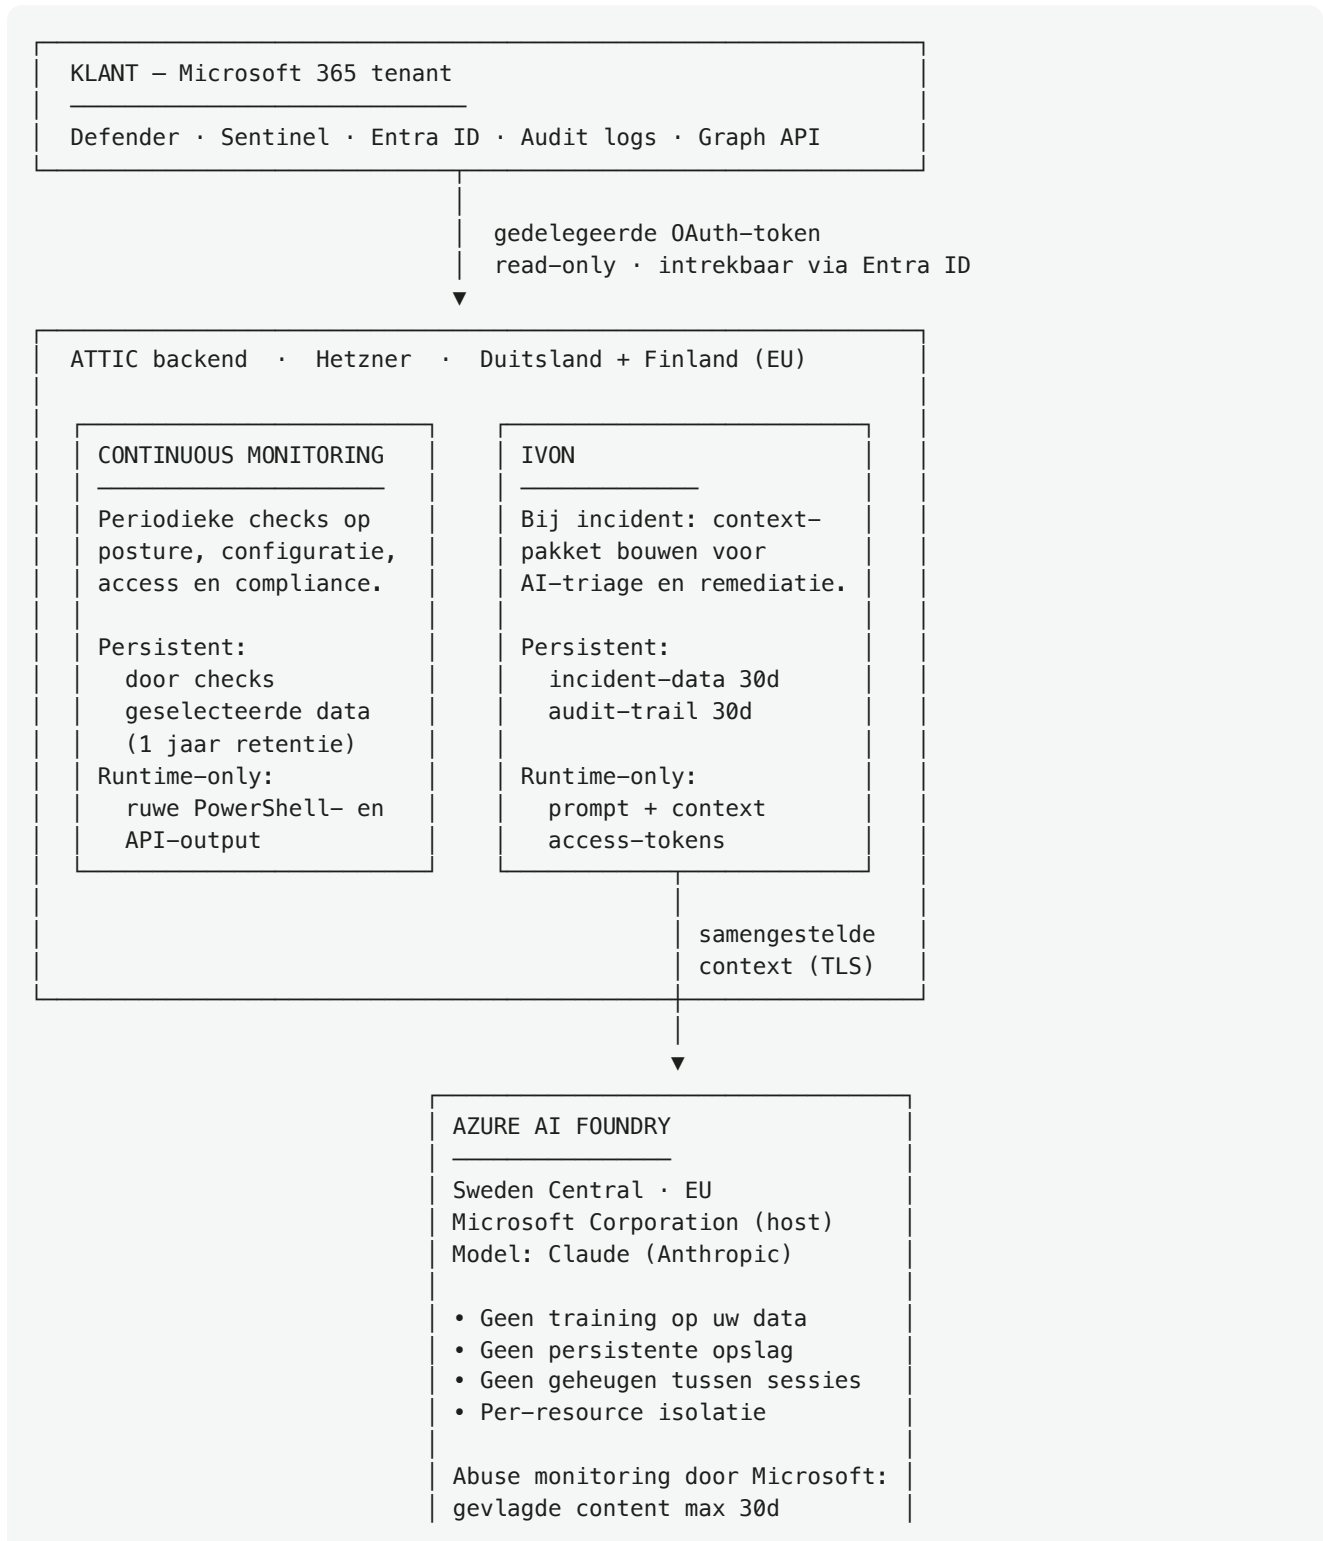 KLANT — Microsoft 365 tenant
Defender · Sentinel · Entra ID · Audit logs · Graph API
gedelegeerde OAuth-token
read-only · intrekbaar via Entra ID
ATTIC backend · Hetzner · Duitsland + Finland (EU)
CONTINUOUS MONITORING
Periodieke checks op
posture, configuratie,
access en compliance.
Persistent:
door checks
geselecteerde data
(1 jaar retentie)
Runtime-only:
ruwe PowerShell- en
API-output
IVON
Bij incident: context-
pakket bouwen voor
AI-triage en remediatie.
Persistent:
incident-data 30d
audit-trail 30d
Runtime-only:
prompt + context
access-tokens
samengestelde
context (TLS)
AZURE AI FOUNDRY
Sweden Central · EU
Microsoft Corporation (host)
Model: Claude (Anthropic)
• Geen training op uw data
• Geen persistente opslag
• Geen geheugen tussen sessies
• Per-resource isolatie
Abuse monitoring door Microsoft:
gevlagde content max 30d